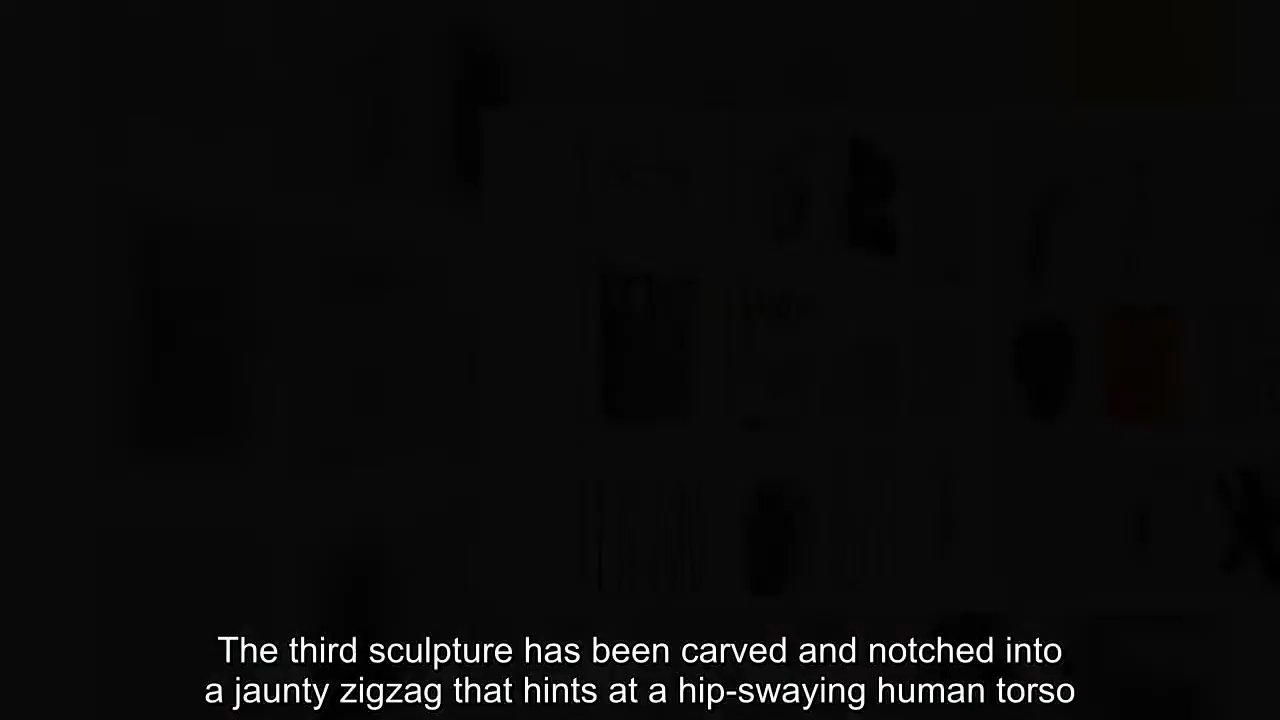 The third sculpture has been carved and notched into
a jaunty zigzag that hints at a hip-swaying human torso